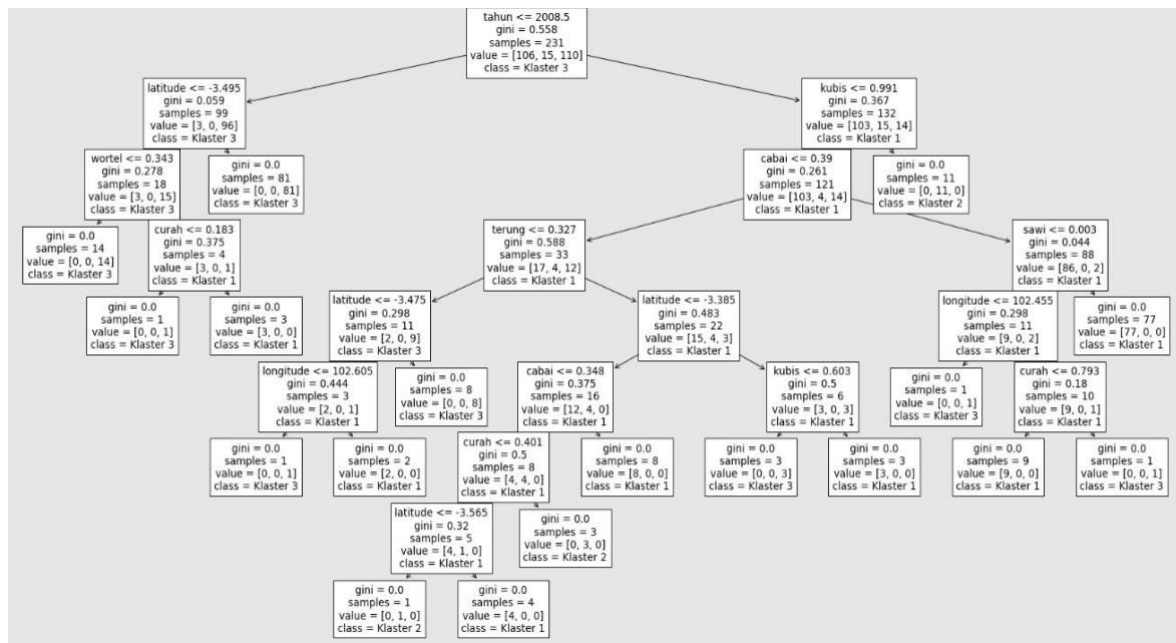 tahun <= 2008.5
gini = 0.558
samples = 231
value = [106, 15, 110]
class = Klaster 3
latitude <= -3.495
gini = 0.059
samples = 99
value = [3, 0, 96]
class = Klaster 3
kubis <= 0.991
gini = 0.367
samples = 132
value = [103, 15, 14]
class = Klaster 1
wortel <= 0.343
gini = 0.278
samples = 18
value = [3, 0, 15]
class = Klaster 3
gini = 0.0
samples = 81
value = [0, 0, 81]
class = Klaster 3
cabai <= 0.39
gini = 0.261
samples = 121
value = [103, 4, 14]
class = Klaster 1
gini = 0.0
samples = 11
value = [0, 11, 0]
class = Klaster 2
gini = 0.0
samples = 14
value = [0, 0, 14]
class = Klaster 3
curah <= 0.183
gini = 0.375
samples = 4
value = [3, 0, 1]
class = Klaster 1
terung <= 0.327
gini = 0.588
samples = 33
value = [17, 4, 12]
class = Klaster 1
sawi <= 0.003
gini = 0.044
samples = 88
value = [86, 0, 2]
class = Klaster 1
gini = 0.0
samples = 1
value = [0, 0, 1]
class = Klaster 3
gini = 0.0
samples = 3
value = [3, 0, 0]
class = Klaster 1
latitude <= -3.475
gini = 0.298
samples = 11
value = [2, 0, 9]
class = Klaster 3
latitude <= -3.385
gini = 0.483
samples = 22
value = [15, 4, 3]
class = Klaster 1
longitude <= 102.455
gini = 0.298
samples = 11
value = [9, 0, 2]
class = Klaster 1
gini = 0.0
samples = 77
value = [77, 0, 0]
class = Klaster 1
longitude <= 102.605
gini = 0.444
samples = 3
value = [2, 0, 1]
class = Klaster 1
gini = 0.0
samples = 8
value = [0, 0, 8]
class = Klaster 3
cabai <= 0.348
gini = 0.375
samples = 16
value = [12, 4, 0]
class = Klaster 1
kubis <= 0.603
gini = 0.5
samples = 6
value = [3, 0, 3]
class = Klaster 1
gini = 0.0
samples = 1
value = [0, 0, 1]
class = Klaster 3
curah <= 0.793
gini = 0.18
samples = 10
value = [9, 0, 1]
class = Klaster 1
gini = 0.0
samples = 1
value = [0, 0, 1]
class = Klaster 3
gini = 0.0
samples = 2
value = [2, 0, 0]
class = Klaster 1
curah <= 0.401
gini = 0.5
samples = 8
value = [4, 4, 0]
class = Klaster 1
gini = 0.0
samples = 8
value = [8, 0, 0]
class = Klaster 1
gini = 0.0
samples = 3
value = [0, 0, 3]
class = Klaster 3
gini = 0.0
samples = 3
value = [3, 0, 0]
class = Klaster 1
gini = 0.0
samples = 9
value = [9, 0, 0]
class = Klaster 1
gini = 0.0
samples = 1
value = [0, 0, 1]
class = Klaster 3
latitude <= -3.565
gini = 0.32
samples = 5
value = [4, 1, 0]
class = Klaster 1
gini = 0.0
samples = 3
value = [0, 3, 0]
class = Klaster 2
gini = 0.0
samples = 1
value = [0, 1, 0]
class = Klaster 2
gini = 0.0
samples = 4
value = [4, 0, 0]
class = Klaster 1